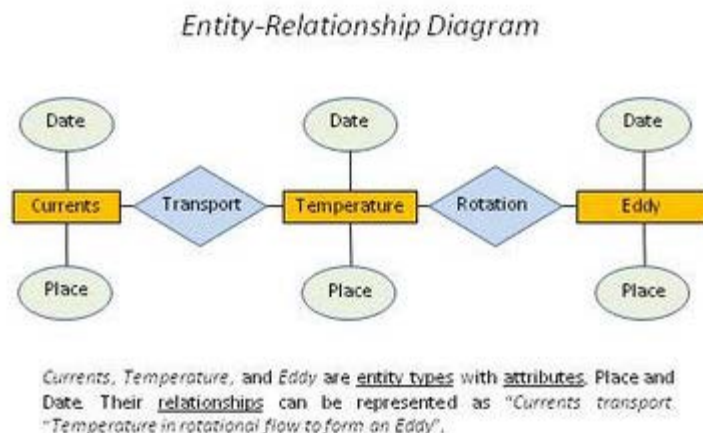 Entity-Relationship Diagram
Date Date Date
Currents Transport Temperature Rotation Eddy
Place Place Place
Currents, Temperature, and Eddy are entity types with attributes, Place and
Date. Their relationships can be represented as "Currents transport
"Temperature in rotational flow to form an Eddy".